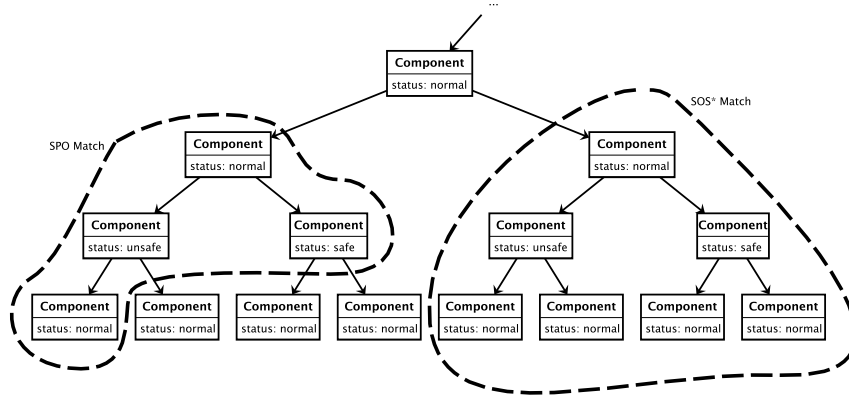 ...
Component
status: normal
SOS* Match
SPO Match
Component
status: normal
Component
status: normal
Component
status: unsafe
Component
status: safe
Component
status: unsafe
Component
status: safe
Component
status: normal
Component
status: normal
Component
status: normal
Component
status: normal
Component
status: normal
Component
status: normal
Component
status: normal
Component
status: normal